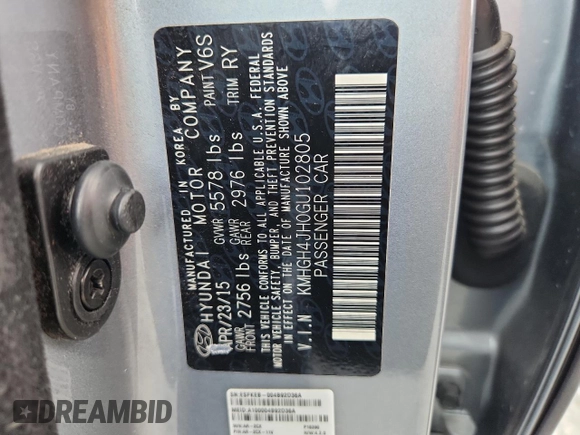 MANUFACTURED IN KOREA BY
HYUNDAI MOTOR COMPANY
APR/23/15 GVWR 5578 lbs PAINT V6S
GAWR FRONT 2756 lbs GAWR REAR 2976 lbs TRIM RY
THIS VEHICLE CONFORMS TO ALL APPLICABLE U.S.A. FEDERAL
MOTOR VEHICLE SAFETY, BUMPER, AND THEFT PREVENTION STANDARDS
IN EFFECT ON THE DATE OF MANUFACTURE SHOWN ABOVE
V.I.N KMHGH4JH0GU102805
PASSENGER CAR
DREAMBID